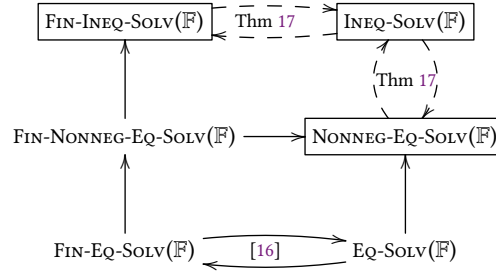 Fin-Ineq-Solv(𝔽) Thm 17 Ineq-Solv(𝔽)
Thm 17
Fin-Nonneg-Eq-Solv(𝔽) Nonneg-Eq-Solv(𝔽)
Fin-Eq-Solv(𝔽) [16] Eq-Solv(𝔽)